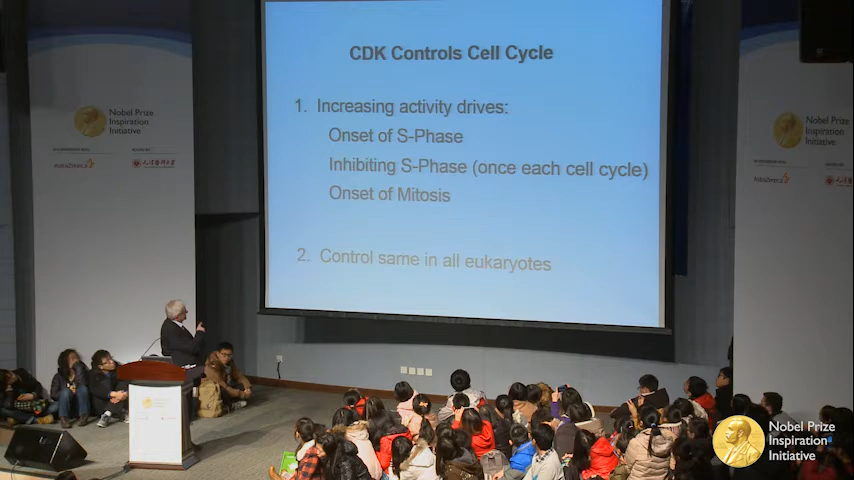 CDK Controls Cell Cycle
1. Increasing activity drives:
Onset of S-Phase
Inhibiting S-Phase (once each cell cycle)
Onset of Mitosis
2. Control same in all eukaryotes
Nobel Prize
Inspiration
Initiative
AstraZeneca
Nobel Prize
Inspiration
Initiative
AstraZeneca
Nobel Prize
Inspiration
Initiative